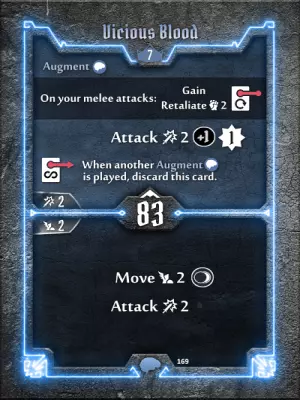 Vicious Blood
7
Augment
On your melee attacks: Gain
Retaliate 2
Attack 2 +1 1
When another Augment
is played, discard this card.
2
83
2
Move 2
Attack 2
169